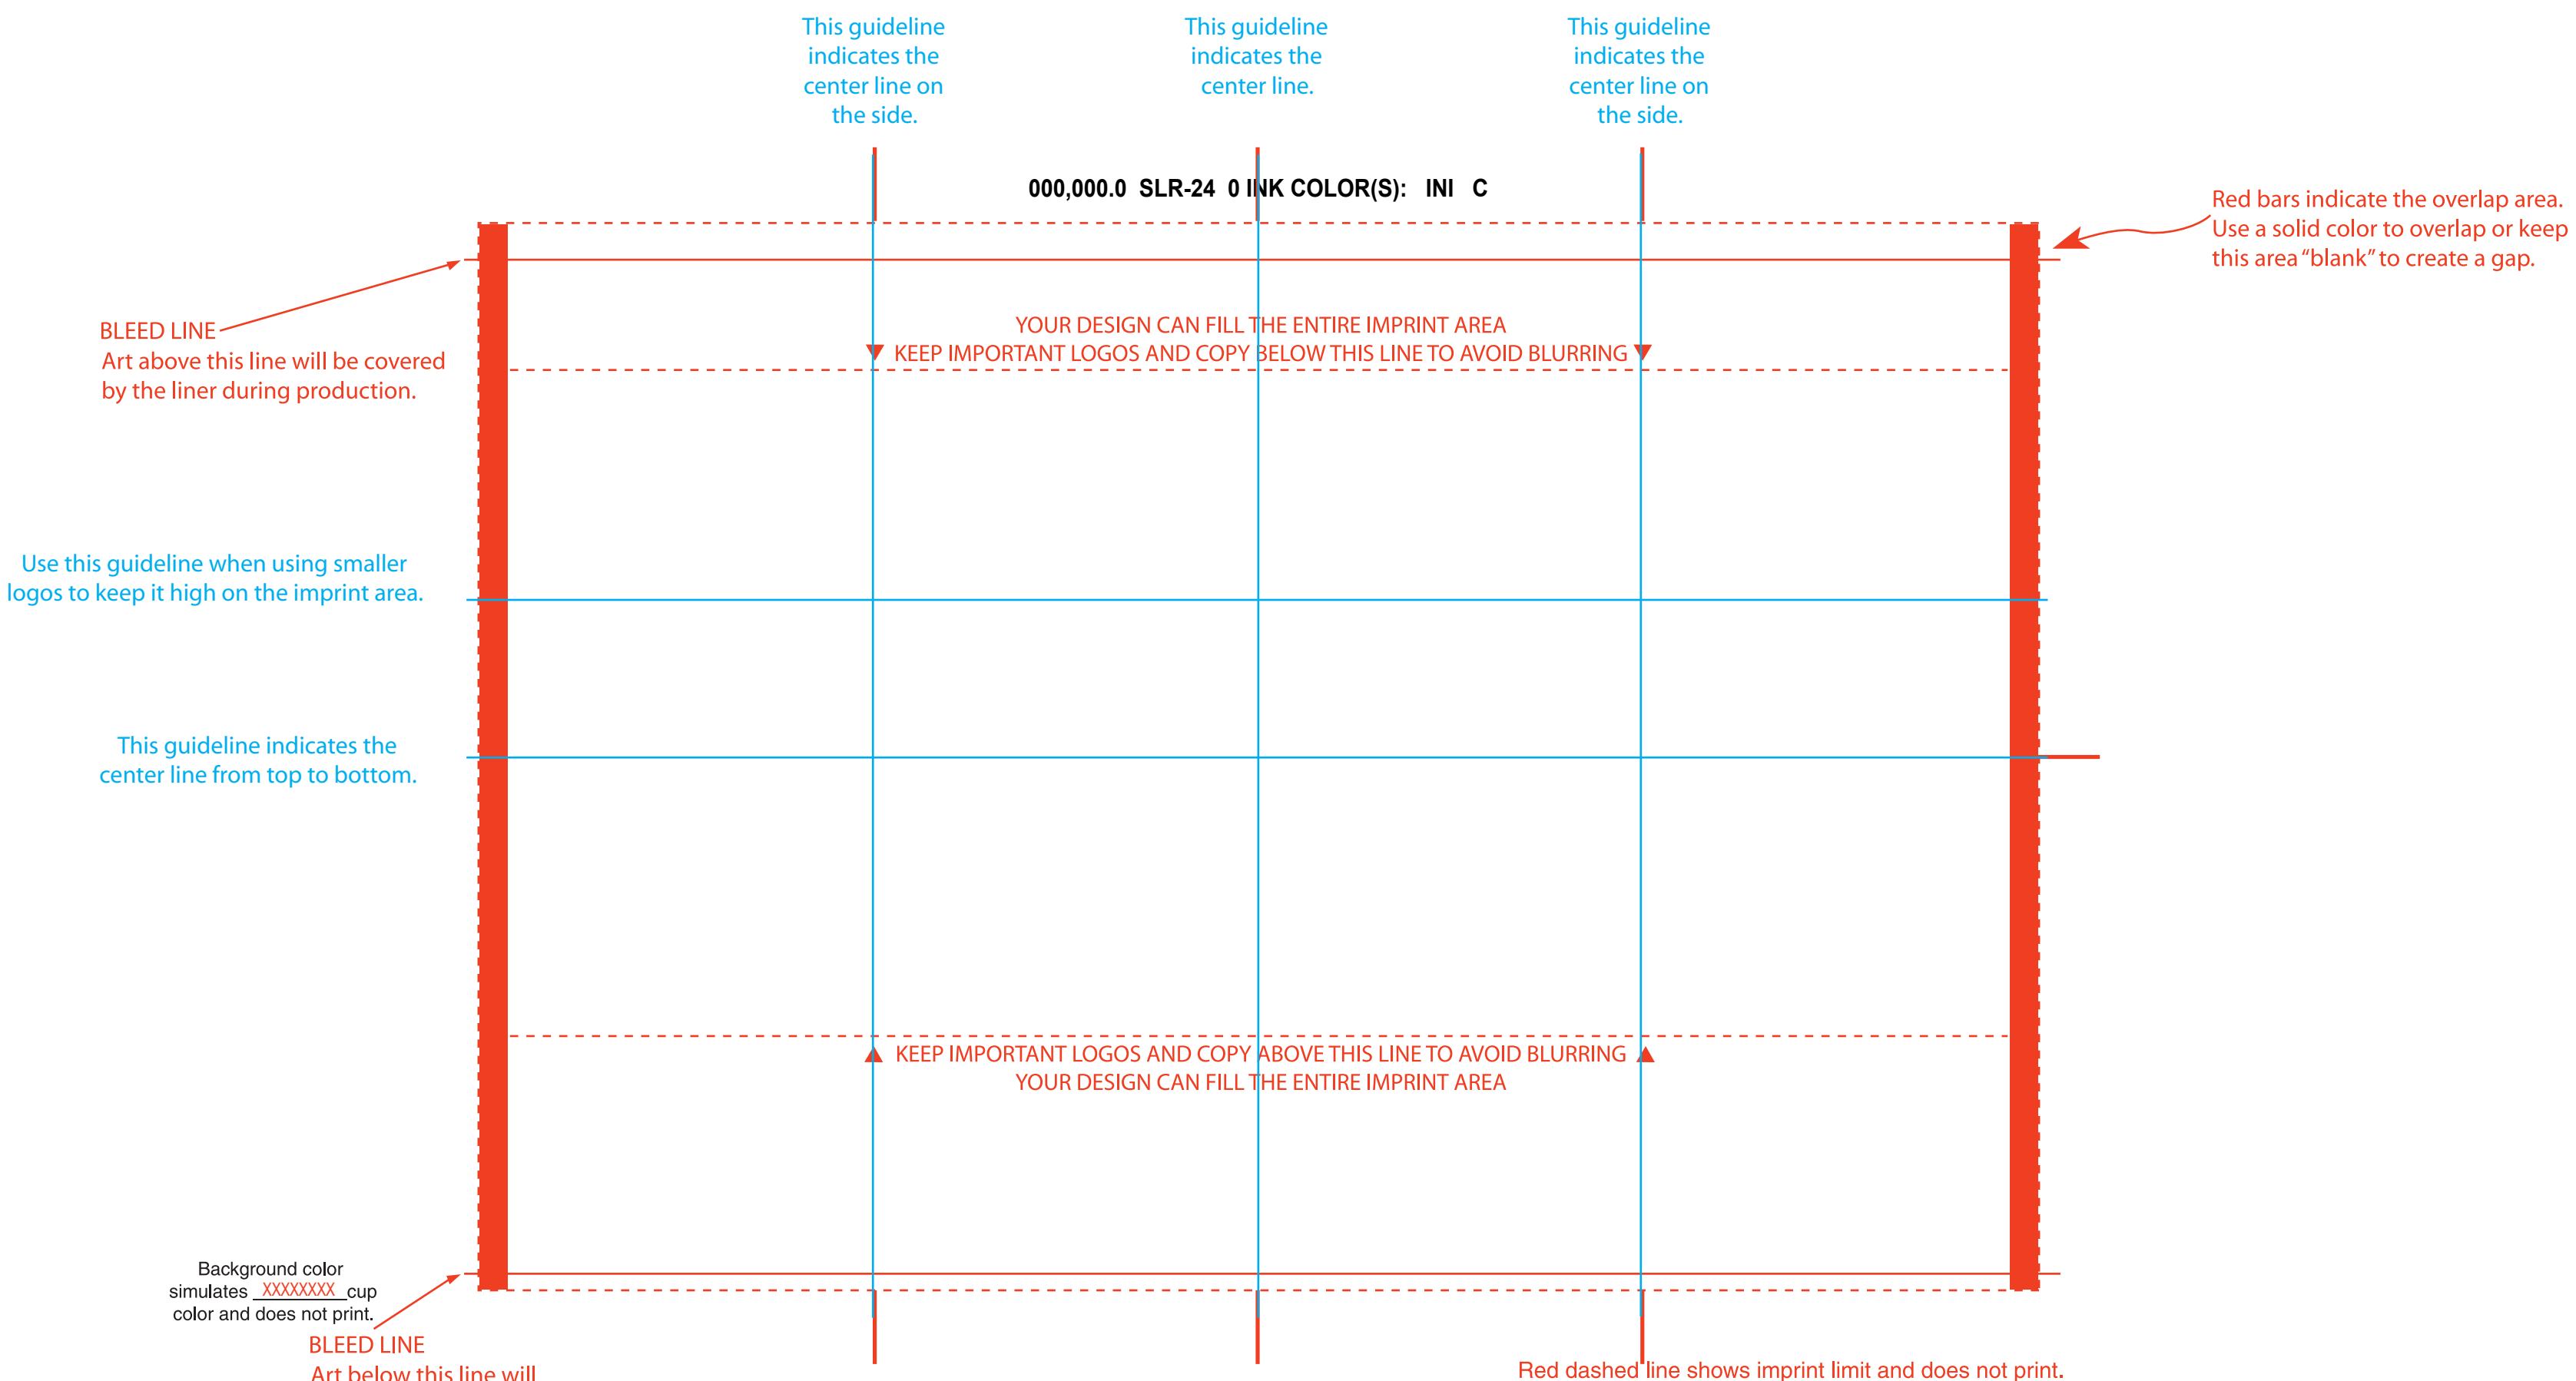 This guideline
indicates the
center line on
the side.
This guideline
indicates the
center line.
This guideline
indicates the
center line on
the side.
000,000.0 SLR-24 0 INK COLOR(S): INI C
Red bars indicate the overlap area.
Use a solid color to overlap or keep
this area “blank” to create a gap.
BLEED LINE
Art above this line will be covered
by the liner during production.
YOUR DESIGN CAN FILL THE ENTIRE IMPRINT AREA
KEEP IMPORTANT LOGOS AND COPY BELOW THIS LINE TO AVOID BLURRING
Use this guideline when using smaller
logos to keep it high on the imprint area.
This guideline indicates the
center line from top to bottom.
KEEP IMPORTANT LOGOS AND COPY ABOVE THIS LINE TO AVOID BLURRING
YOUR DESIGN CAN FILL THE ENTIRE IMPRINT AREA
Background color
simulates XXXXXXXX cup
color and does not print.
BLEED LINE
Art below this line will
Red dashed line shows imprint limit and does not print.